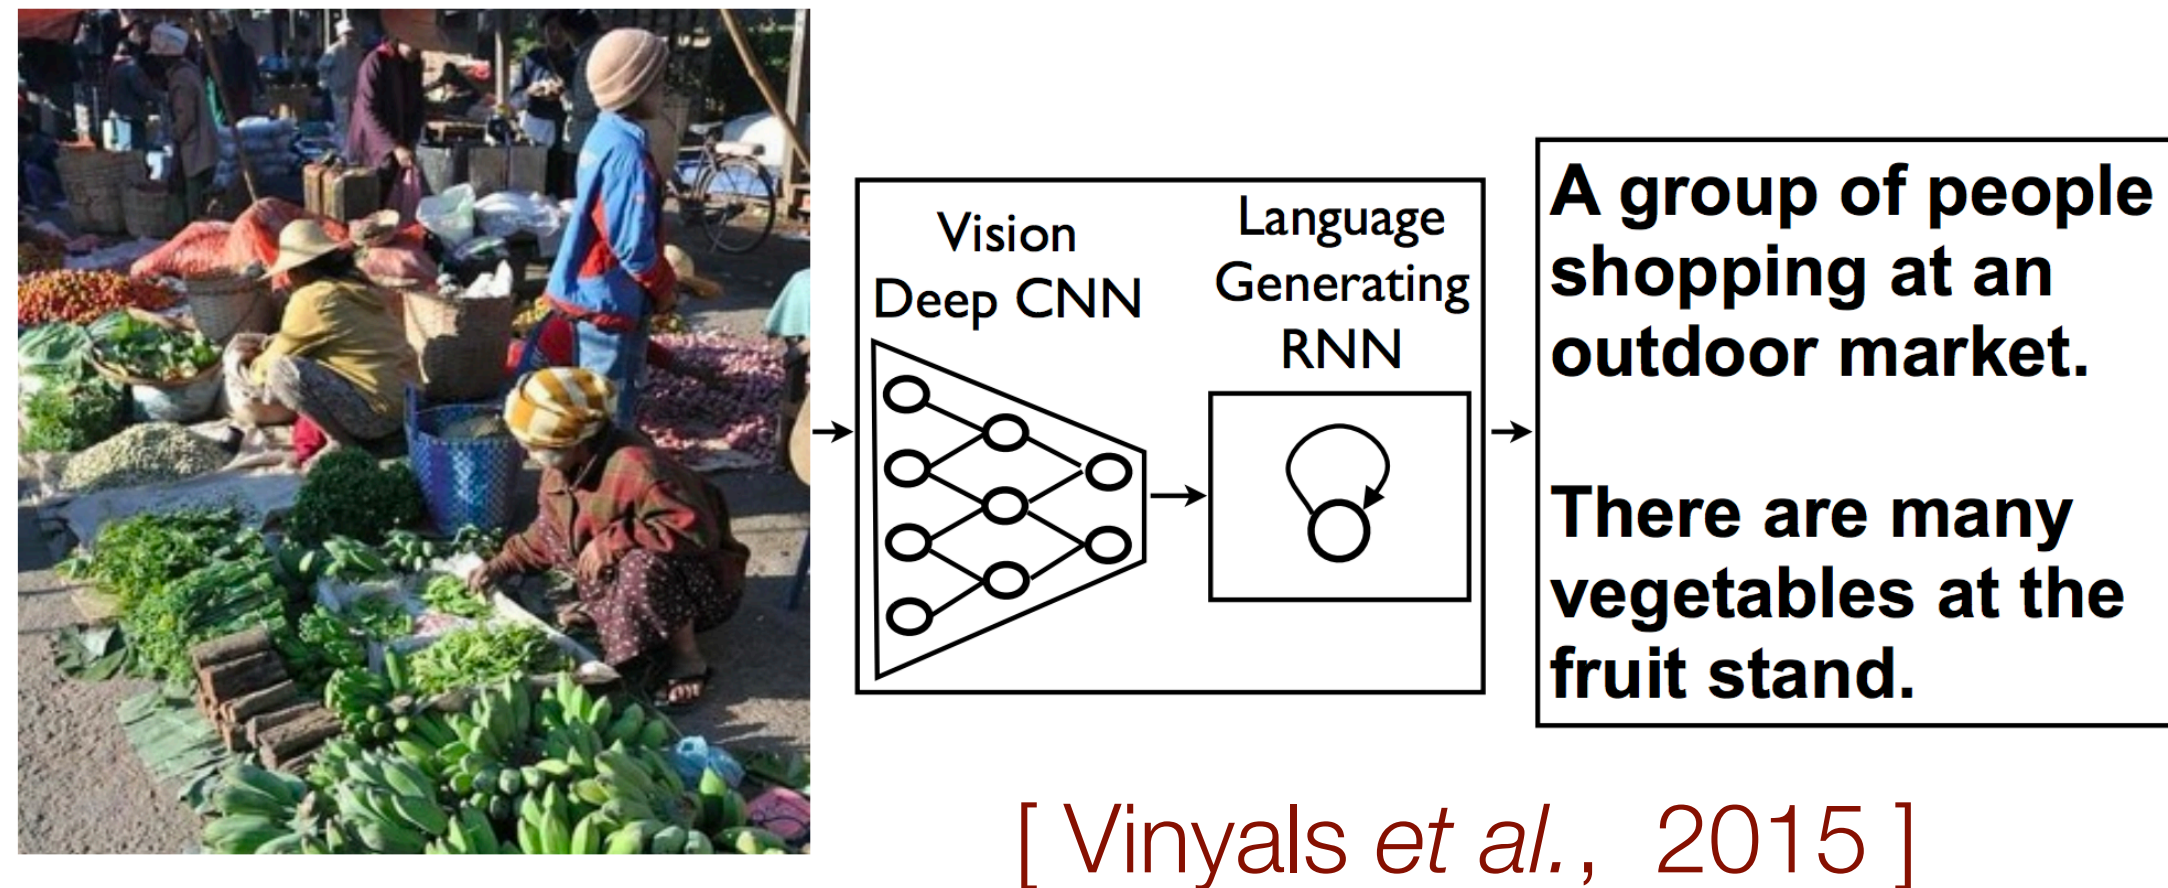 Vision
Deep CNN
Language
Generating
RNN
A group of people
shopping at an
outdoor market.
There are many
vegetables at the
fruit stand.
[ Vinyals et al., 2015 ]